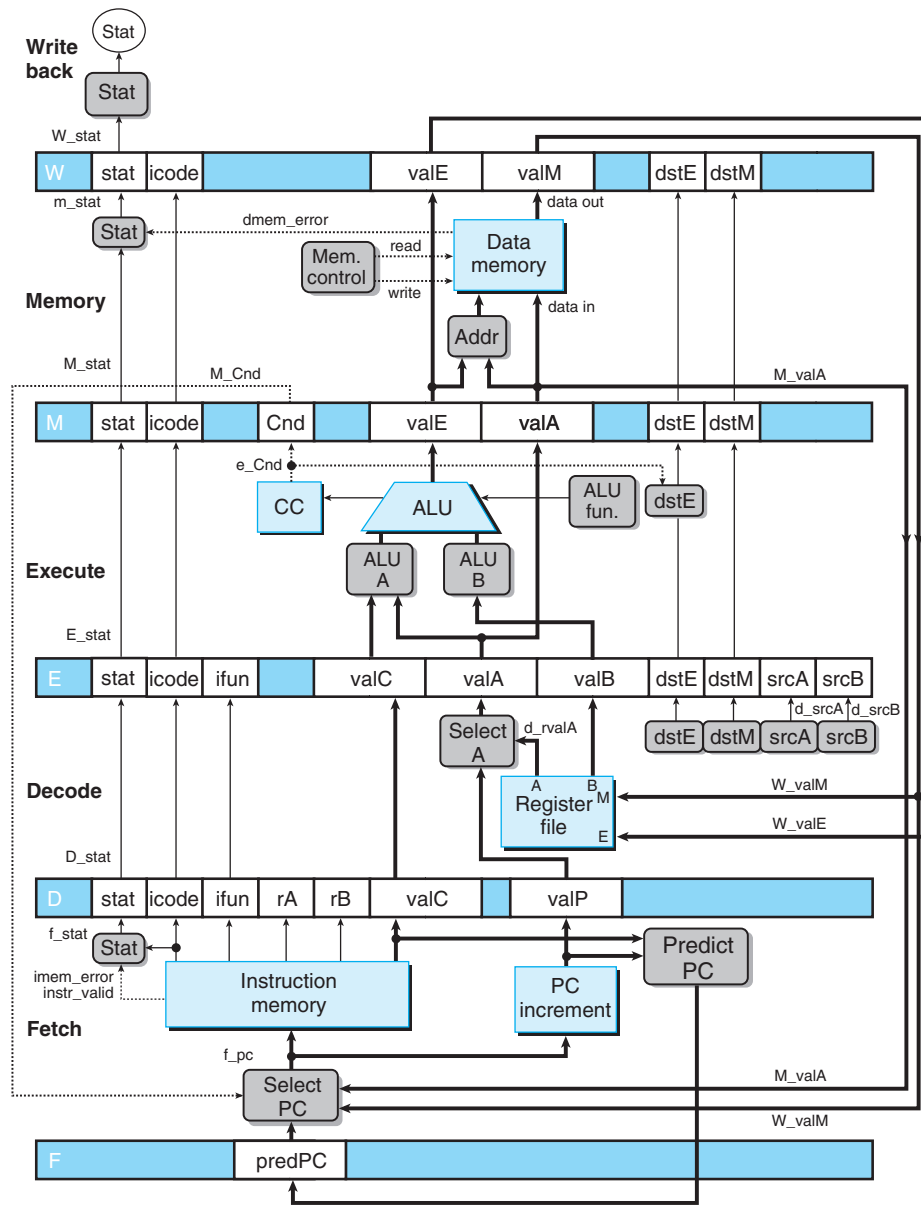 Stat
Write
back
Stat
W_stat
W stat icode valE valM dstE dstM
m_stat
data out
Stat
dmem_error
Data
memory
read
Mem.
control
write
Memory
data in
Addr
M_stat
M_Cnd
M_valA
M stat icode Cnd valE valA dstE dstM
e_Cnd
CC
ALU
ALU
fun.
dstE
ALU
A
ALU
B
Execute
E_stat
E stat icode ifun valC valA valB dstE dstM srcA srcB
d_srcA d_srcB
Select
A
d_rvalA
dstE dstM srcA srcB
Decode
A B
M
Register
file
E
W_valM
W_valE
D_stat
D stat icode ifun rA rB valC valP
f_stat
Stat
Predict
PC
imem_error
instr_valid
Instruction
memory
PC
increment
Fetch
f_pc
Select
PC
M_valA
W_valM
F predPC